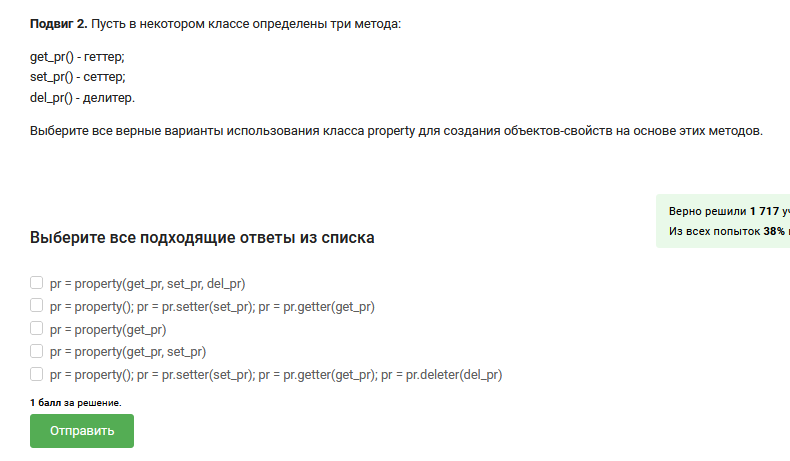 Подвиг 2. Пусть в некотором классе определены три метода:
get_pr() - геттер;
set_pr() - сеттер;
del_pr() - делитер.
Выберите все верные варианты использования класса property для создания объектов-свойств на основе этих методов.
Верно решили 1 717
Из всех попыток 38%
Выберите все подходящие ответы из списка
pr = property(get_pr, set_pr, del_pr)
pr = property(); pr = pr.setter(set_pr); pr = pr.getter(get_pr)
pr = property(get_pr)
pr = property(get_pr, set_pr)
pr = property(); pr = pr.setter(set_pr); pr = pr.getter(get_pr); pr = pr.deleter(del_pr)
1 балл за решение.
Отправить